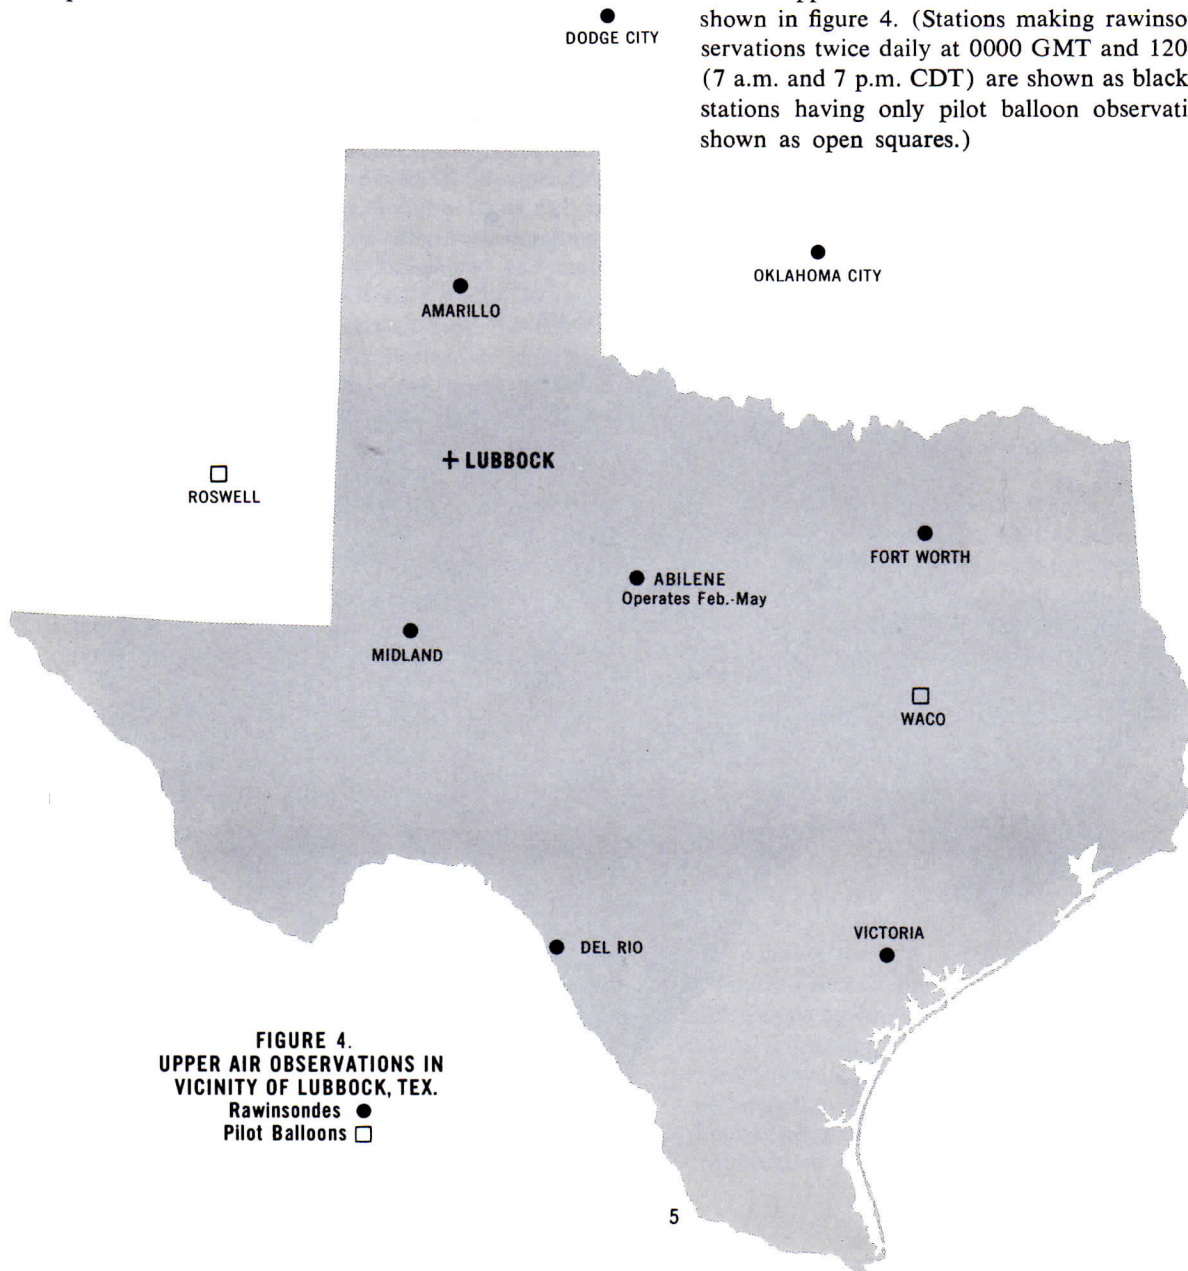 shown in figure 4. (Stations making rawinso
servations twice daily at 0000 GMT and 120
(7 a.m. and 7 p.m. CDT) are shown as black
stations having only pilot balloon observati
shown as open squares.)
DODGE CITY
OKLAHOMA CITY
AMARILLO
+ LUBBOCK
ROSWELL
FORT WORTH
ABILENE
Operates Feb.-May
MIDLAND
WACO
VICTORIA
DEL RIO
FIGURE 4.
UPPER AIR OBSERVATIONS IN
VICINITY OF LUBBOCK, TEX.
Rawinsondes ●
Pilot Balloons □
5